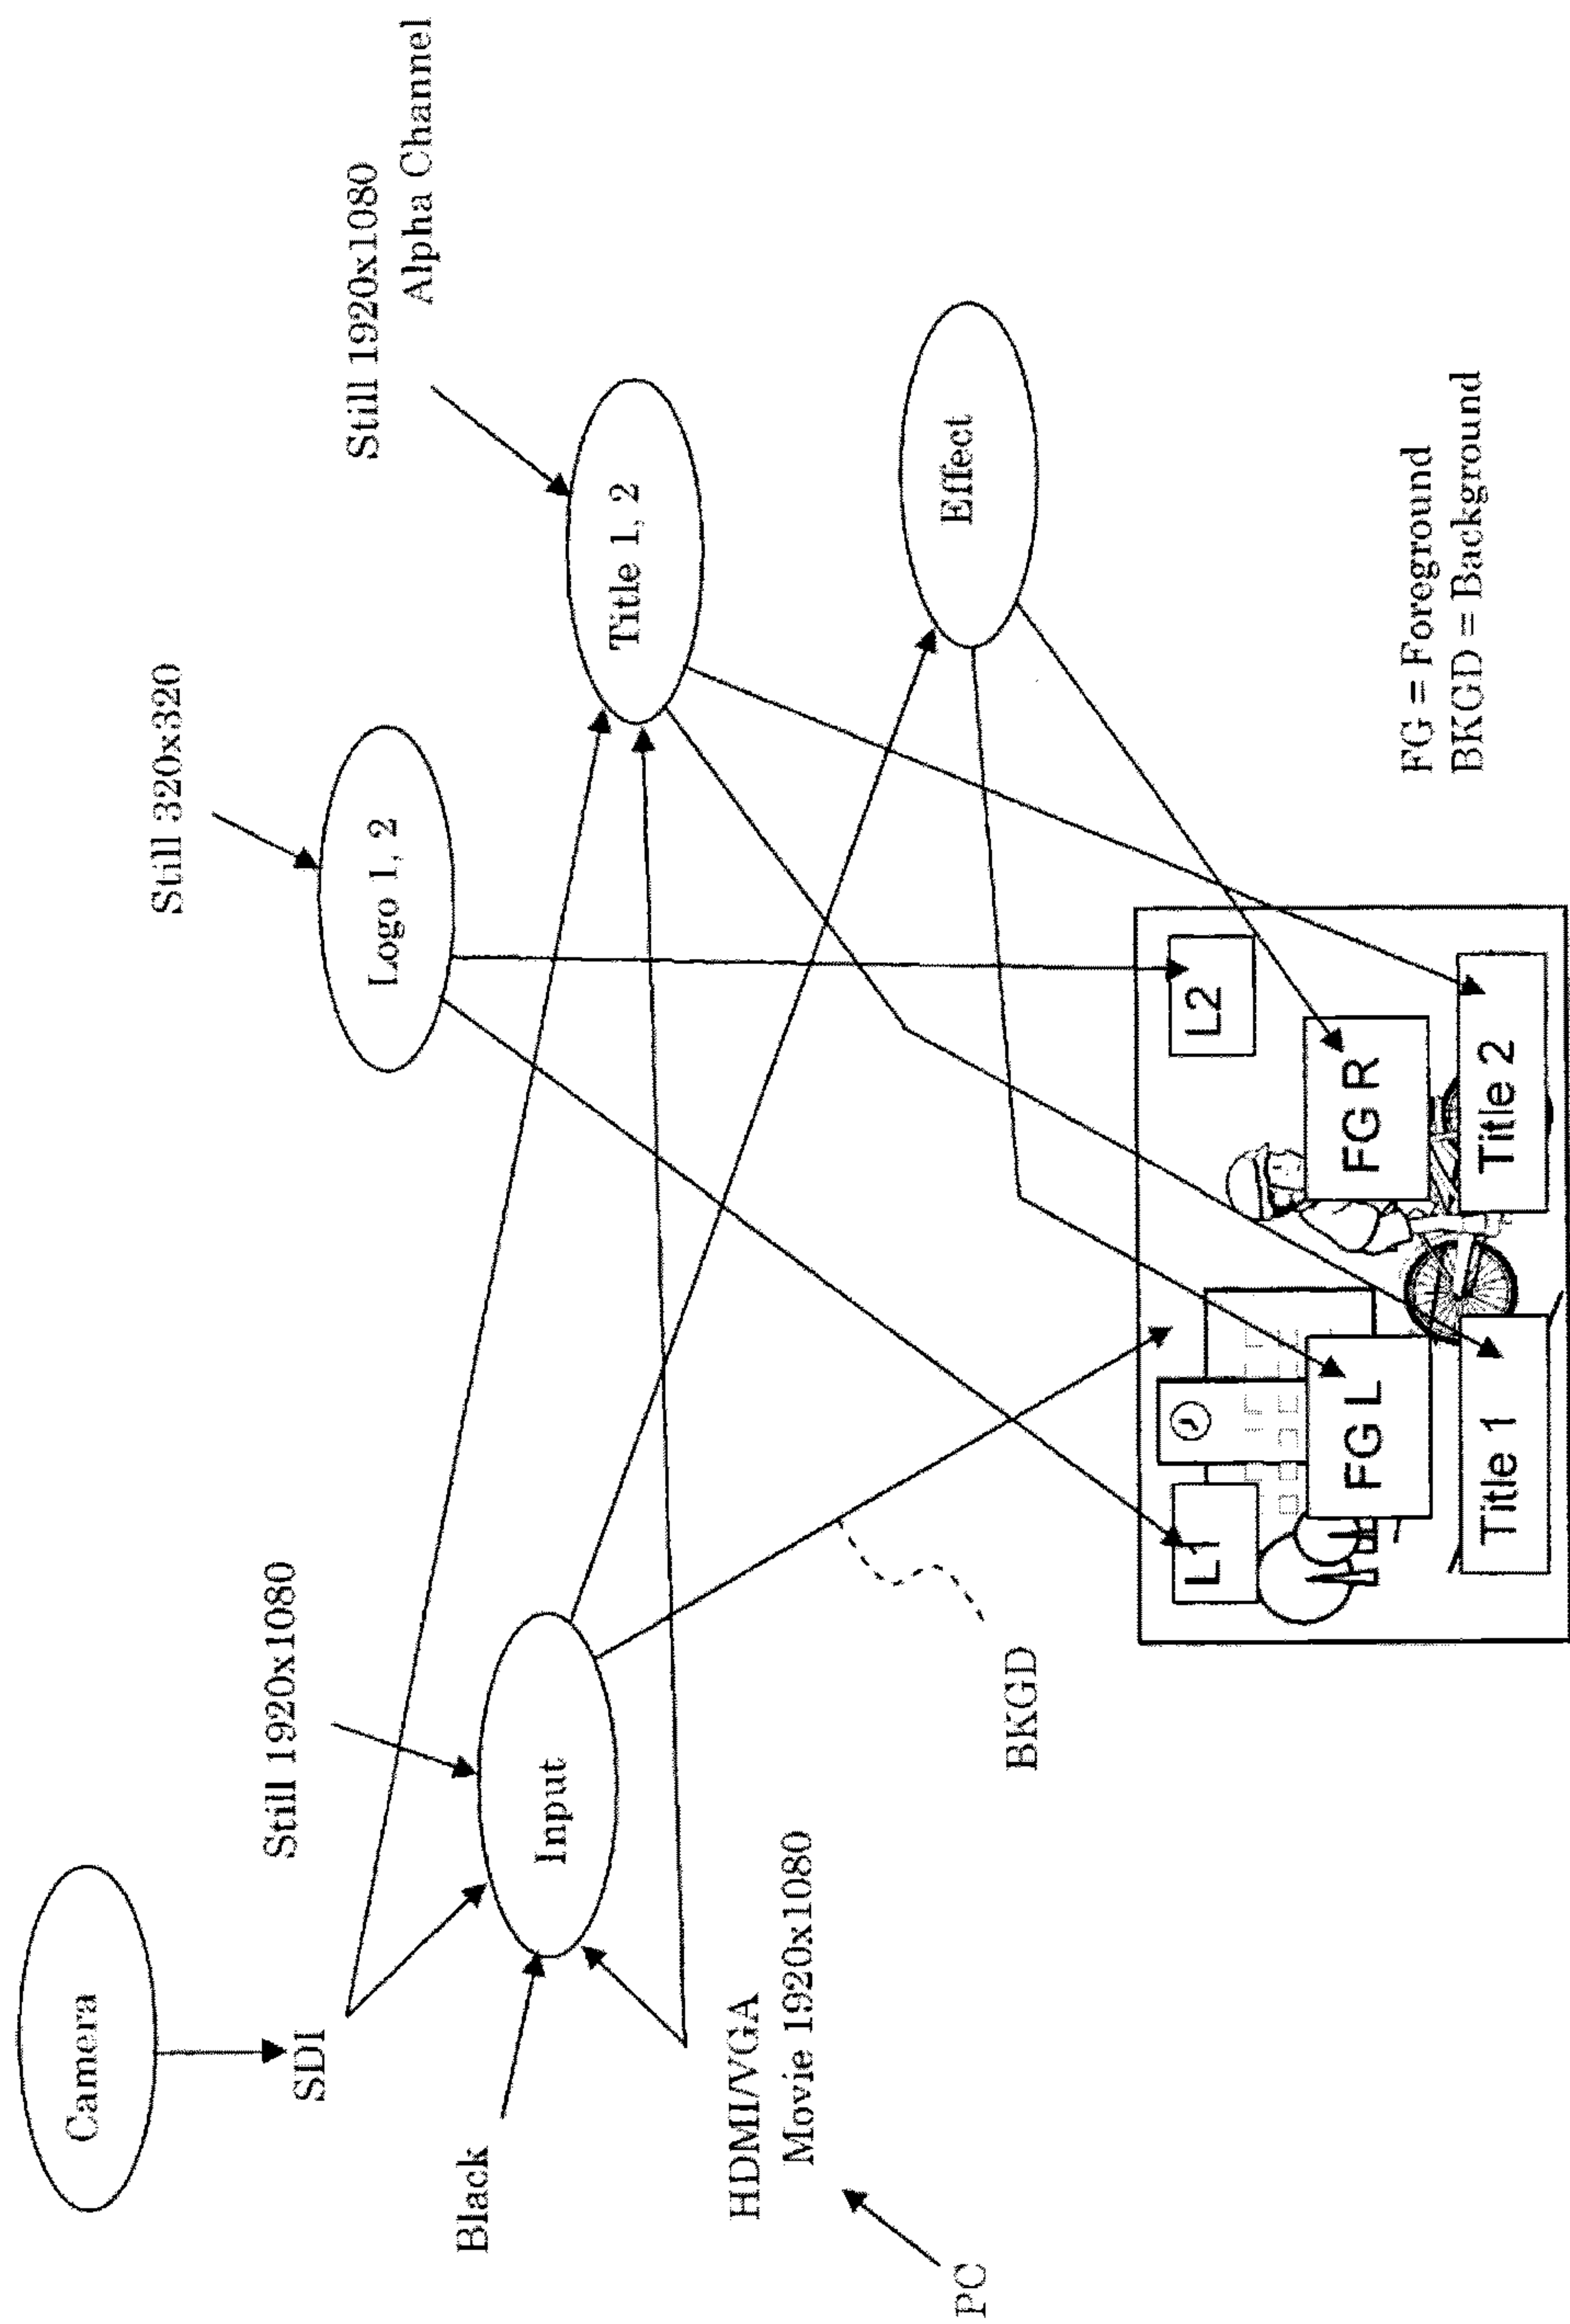 Camera
SDI
Black
HDMI/VGA
Movie 1920x1080
PC
Still 1920x1080
Input
BKGD
Still 320x320
Logo 1, 2
Still 1920x1080
Alpha Channel
Title 1, 2
Effect
L1
L2
FG L
FG R
Title 1
Title 2
FG = Foreground
BKGD = Background